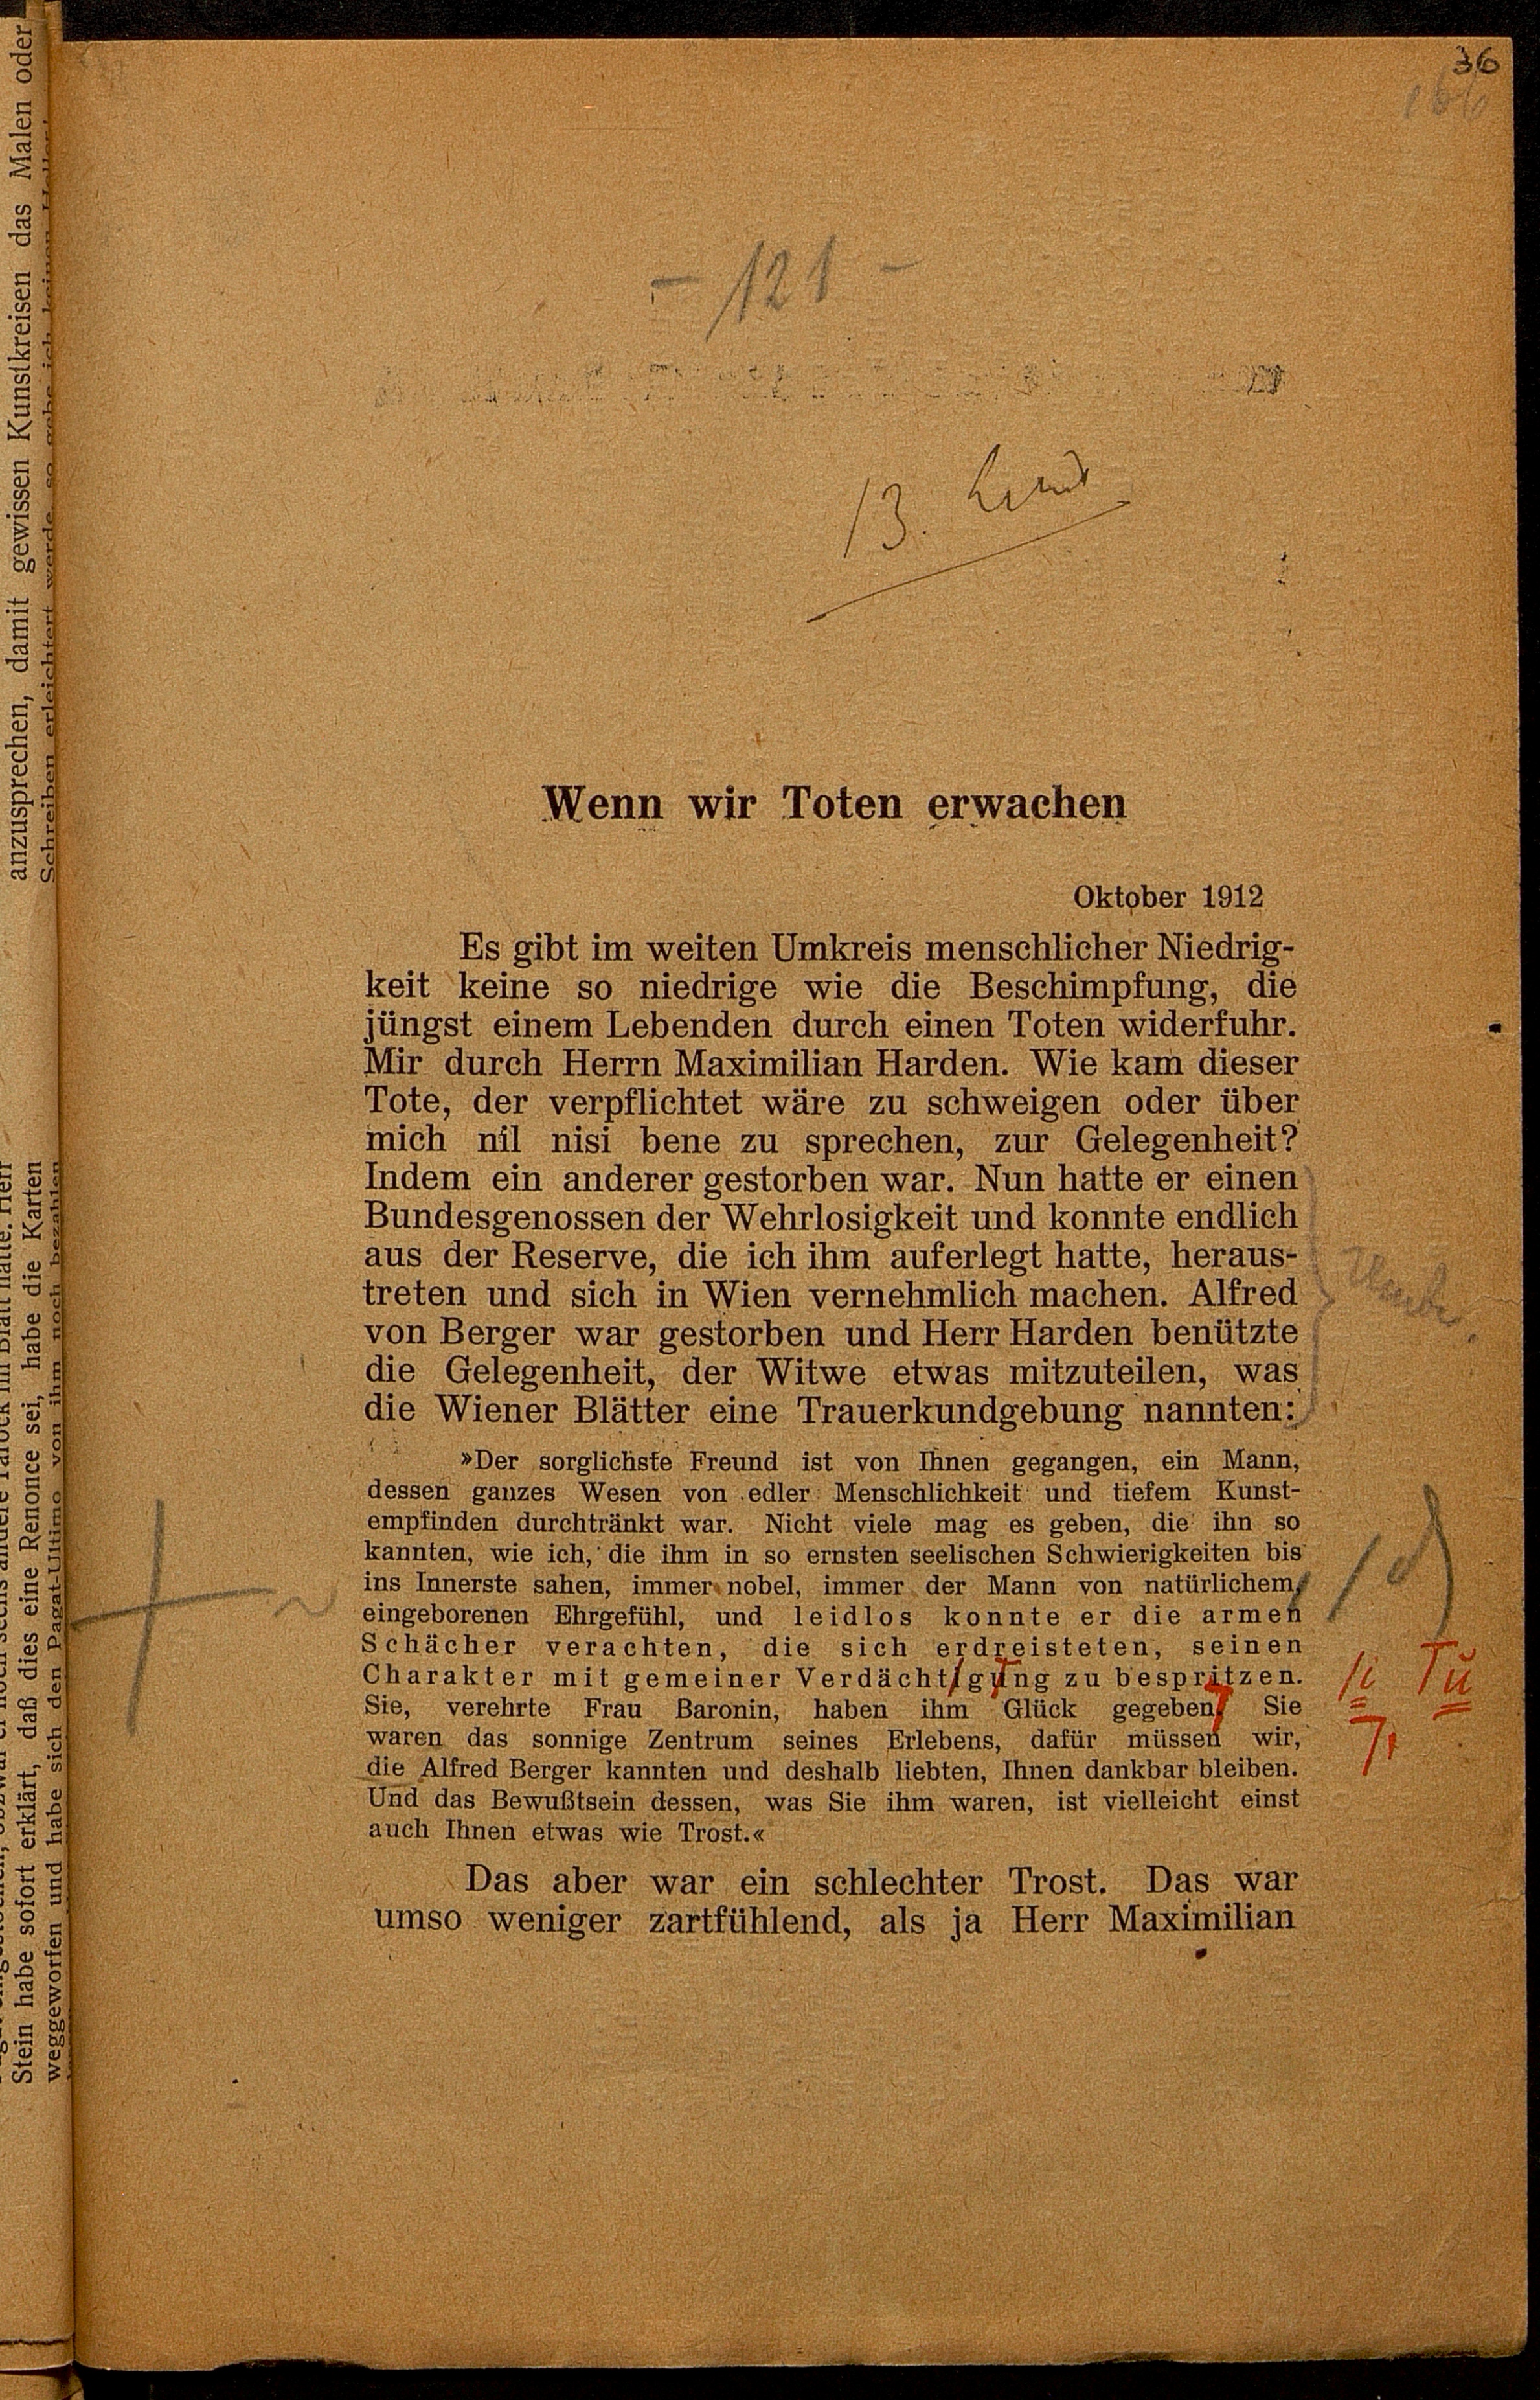 36
- 121 -
13.
Wenn wir Toten erwachen
Oktober 1912
Es gibt im weiten Umkreis menschlicher Niedrig-
keit keine so niedrige wie die Beschimpfung, die
jüngst einem Lebenden durch einen Toten widerfuhr.
Mir durch Herrn Maximilian Harden. Wie kam dieser
Tote, der verpflichtet wäre zu schweigen oder über
mich nil nisi bene zu sprechen, zur Gelegenheit?
Indem ein anderer gestorben war. Nun hatte er einen
Bundesgenossen der Wehrlosigkeit und konnte endlich
aus der Reserve, die ich ihm auferlegt hatte, heraus-
treten und sich in Wien vernehmlich machen. Alfred
von Berger war gestorben und Herr Harden benützte
die Gelegenheit, der Witwe etwas mitzuteilen, was
die Wiener Blätter eine Trauerkundgebung nannten:
»Der sorglichste Freund ist von Ihnen gegangen, ein Mann,
dessen ganzes Wesen von edler Menschlichkeit und tiefem Kunst-
empfinden durchtränkt war. Nicht viele mag es geben, die ihn so
kannten, wie ich, die ihm in so ernsten seelischen Schwierigkeiten bis
ins Innerste sahen, immer nobel, immer der Mann von natürlichem,
eingeborenen Ehrgefühl, und leidlos konnte er die armen
Schächer verachten, die sich erdreisteten, seinen
Charakter mit gemeiner Verdächtigung zu bespritzen.
Sie, verehrte Frau Baronin, haben ihm Glück gegeben, Sie
waren das sonnige Zentrum seines Erlebens, dafür müssen wir,
die Alfred Berger kannten und deshalb liebten, Ihnen dankbar bleiben.
Und das Bewußtsein dessen, was Sie ihm waren, ist vielleicht einst
auch Ihnen etwas wie Trost.«
Das aber war ein schlechter Trost. Das war
umso weniger zartfühlend, als ja Herr Maximilian
i u
anzusprechen, damit gewissen Kunstkreisen das Malen oder
Schreiben erleichtert werde, so gebe ich keinen
Stein habe sofort erklärt, daß dies eine Renonce sei, habe die Karten
weggeworfen und habe sich den Pagat-Ultimo von ihm noch bezahlen